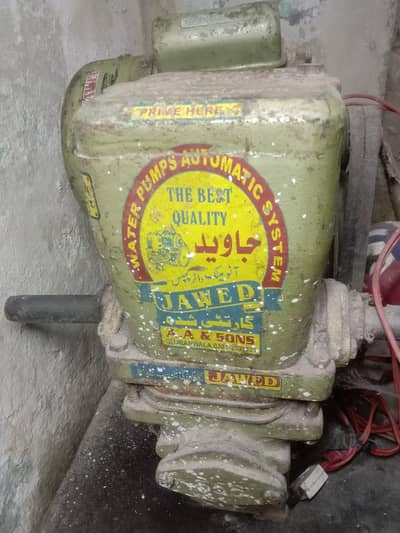 PRIME HERE
WATER PUMPS AUTOMATIC SYSTEM
THE BEST
QUALITY
جاوید
JAWED
گارنٹی شدہ
A.A & SONS
JAWED